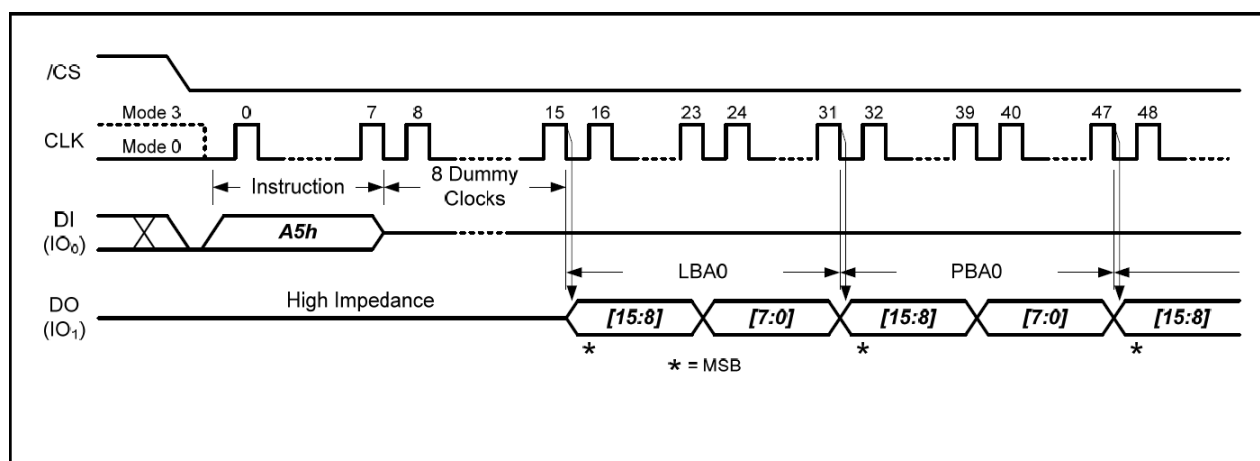 /CS
Mode 3 0 7 8 15 16 23 24 31 32 39 40 47 48
CLK
Mode 0
Instruction 8 Dummy
Clocks
DI
(IO0)
A5h
LBA0 PBA0
High Impedance
DO
(IO1)
[15:8] [7:0] [15:8] [7:0] [15:8]
* * *
* = MSB